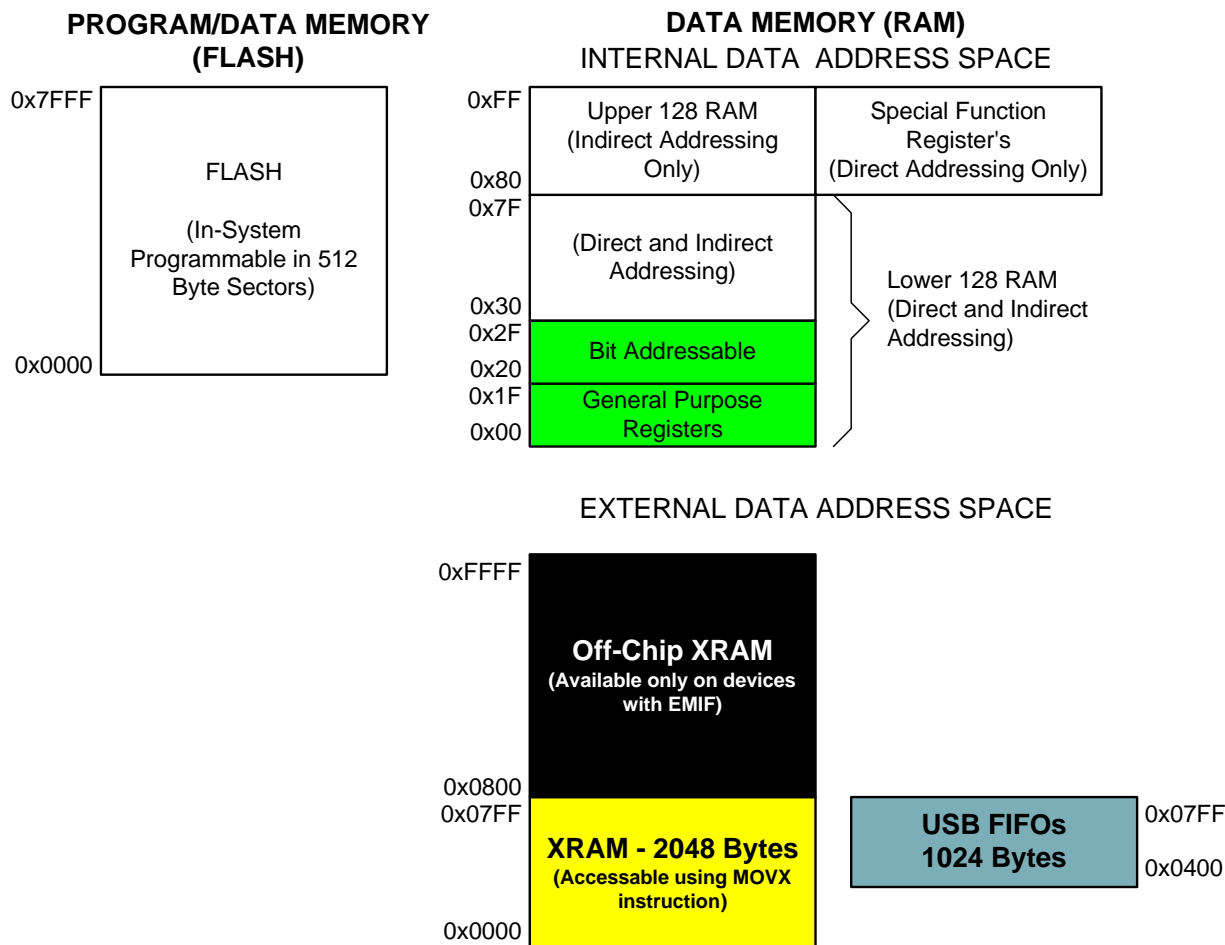 PROGRAM/DATA MEMORY
(FLASH)
0x7FFF
FLASH
(In-System
Programmable in 512
Byte Sectors)
0x0000
DATA MEMORY (RAM)
INTERNAL DATA ADDRESS SPACE
0xFF
Upper 128 RAM
(Indirect Addressing
Only)
0x80
Special Function
Register's
(Direct Addressing Only)
0x7F
(Direct and Indirect
Addressing)
0x30
Lower 128 RAM
(Direct and Indirect
Addressing)
0x2F
Bit Addressable
0x20
0x1F
General Purpose
Registers
0x00
EXTERNAL DATA ADDRESS SPACE
0xFFFF
Off-Chip XRAM
(Available only on devices
with EMIF)
0x0800
0x07FF
XRAM - 2048 Bytes
(Accessable using MOVX
instruction)
0x0000
USB FIFOs
1024 Bytes
0x07FF
0x0400